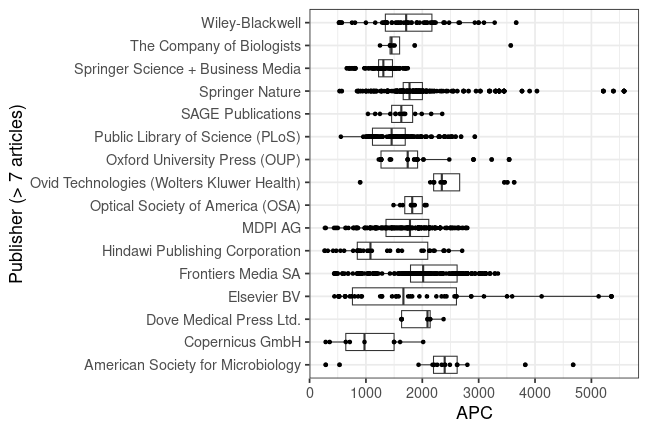 Publisher (> 7 articles)
Wiley-Blackwell
The Company of Biologists
Springer Science + Business Media
Springer Nature
SAGE Publications
Public Library of Science (PLoS)
Oxford University Press (OUP)
Ovid Technologies (Wolters Kluwer Health)
Optical Society of America (OSA)
MDPI AG
Hindawi Publishing Corporation
Frontiers Media SA
Elsevier BV
Dove Medical Press Ltd.
Copernicus GmbH
American Society for Microbiology
0 1000 2000 3000 4000 5000
APC